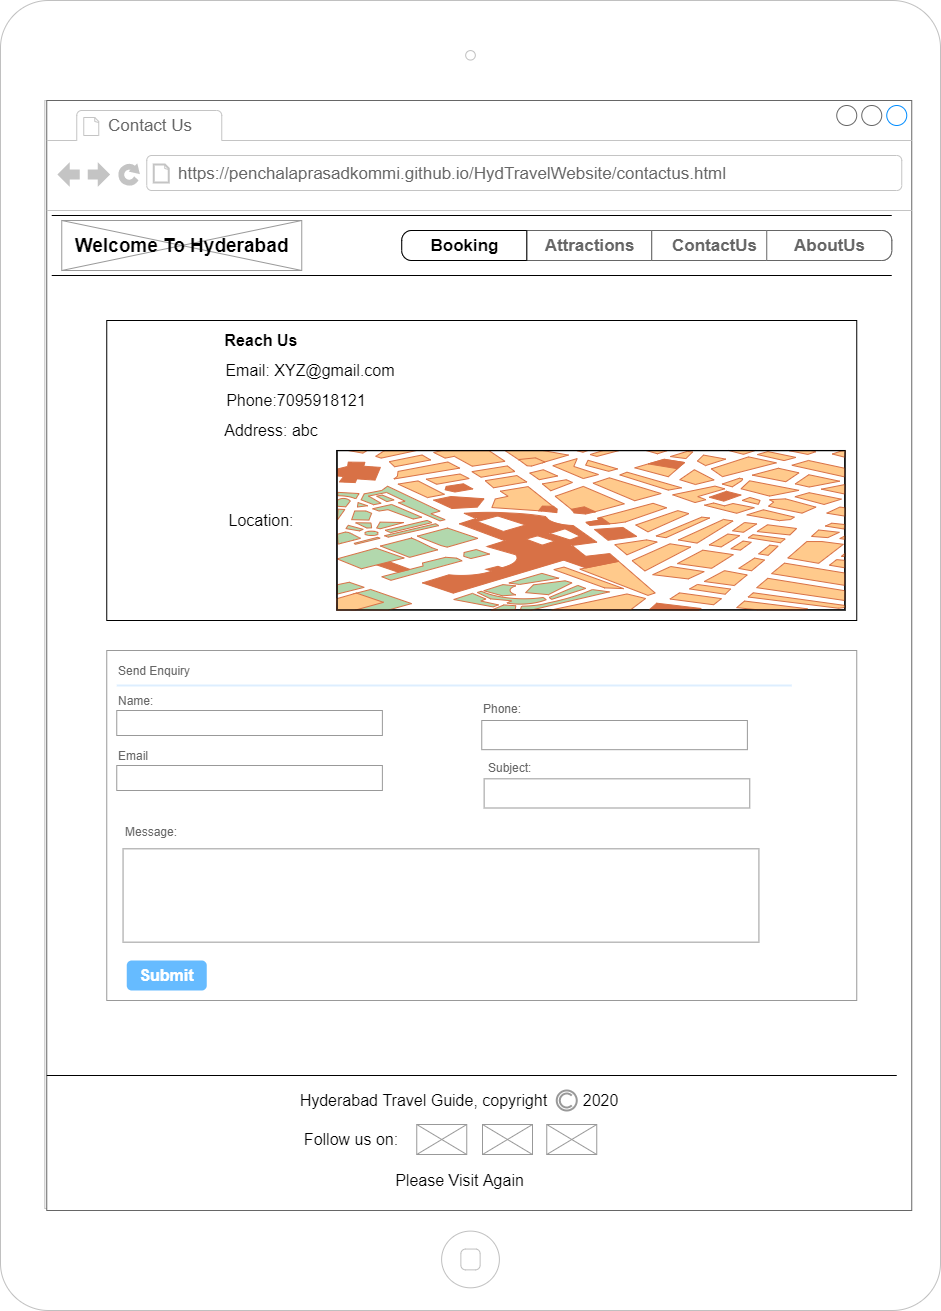 Contact Us
https://penchalaprasadkommi.github.io/HydTravelWebsite/contactus.html
Welcome To Hyderabad
Booking Attractions ContactUs AboutUs
Reach Us
Email: XYZ@gmail.com
Phone:7095918121
Address: abc
Location:
Send Enquiry
Name:
Phone:
Email
Subject:
Message:
Submit
Hyderabad Travel Guide, copyright © 2020
Follow us on:
Please Visit Again